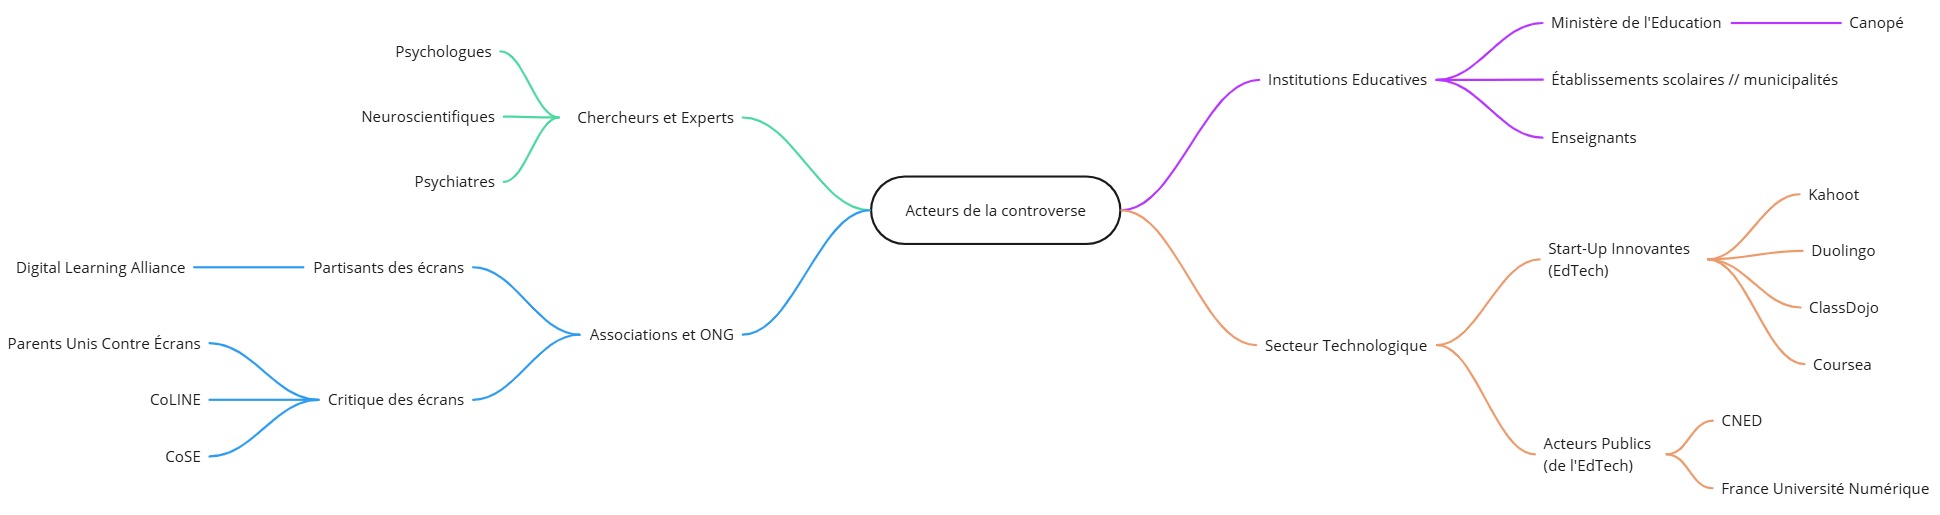 Acteurs de la controverse
Chercheurs et Experts
Psychologues
Neuroscientifiques
Psychiatres
Associations et ONG
Partisants des écrans
Digital Learning Alliance
Critique des écrans
Parents Unis Contre Écrans
CoLINE
CoSE
Institutions Educatives
Ministère de l'Education
Canopé
Établissements scolaires // municipalités
Enseignants
Secteur Technologique
Start-Up Innovantes
(EdTech)
Kahoot
Duolingo
ClassDojo
Coursea
Acteurs Publics
(de l'EdTech)
CNED
France Université Numérique